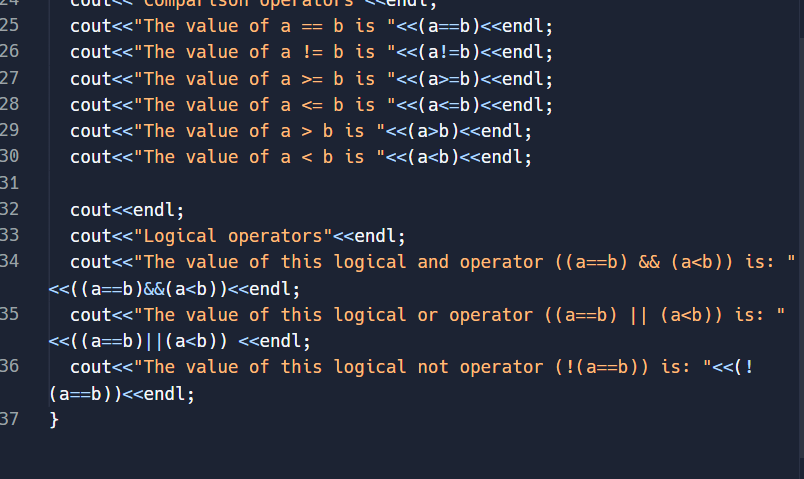 24   cout<<"Comparison operators"<<endl;
25   cout<<"The value of a == b is "<<(a==b)<<endl;
26   cout<<"The value of a != b is "<<(a!=b)<<endl;
27   cout<<"The value of a >= b is "<<(a>=b)<<endl;
28   cout<<"The value of a <= b is "<<(a<=b)<<endl;
29   cout<<"The value of a > b is "<<(a>b)<<endl;
30   cout<<"The value of a < b is "<<(a<b)<<endl;
31
32   cout<<endl;
33   cout<<"Logical operators"<<endl;
34   cout<<"The value of this logical and operator ((a==b) && (a<b)) is: "
<<((a==b)&&(a<b))<<endl;
35   cout<<"The value of this logical or operator ((a==b) || (a<b)) is: "
<<((a==b)||(a<b)) <<endl;
36   cout<<"The value of this logical not operator (!(a==b)) is: "<<(!
(a==b))<<endl;
37 }